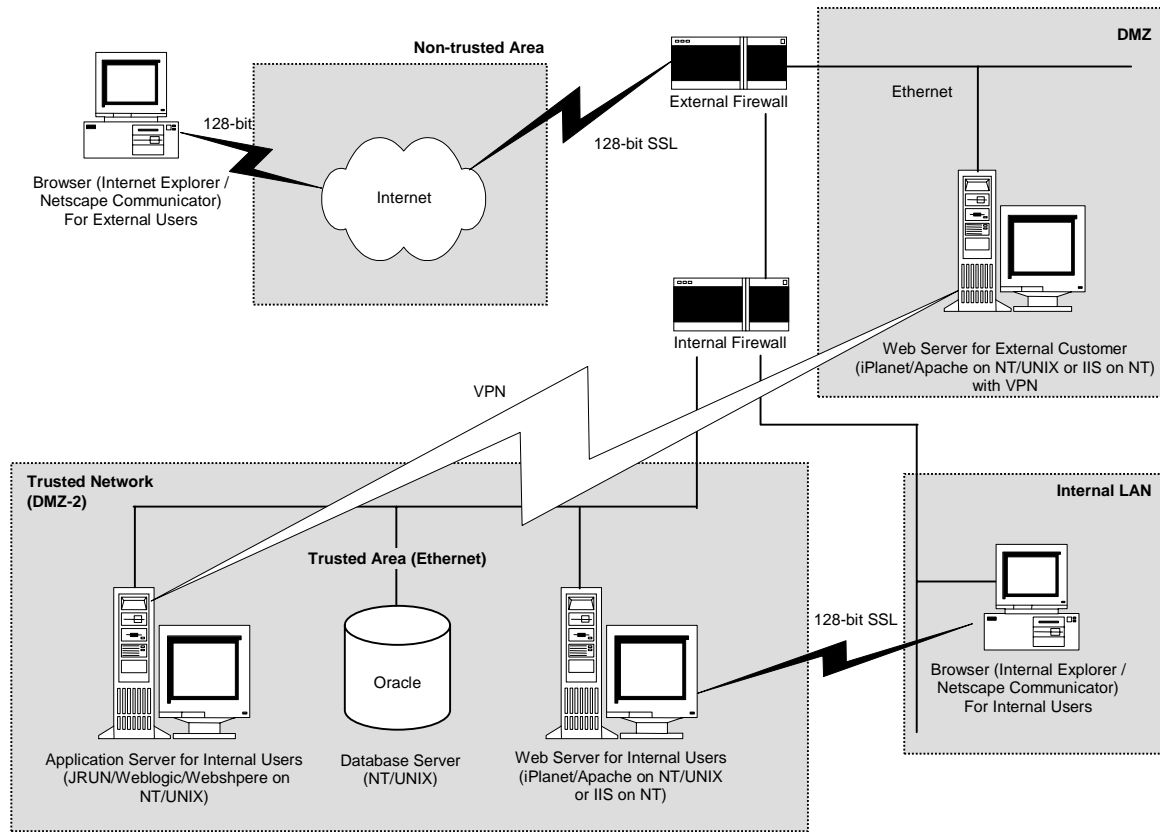 Non-trusted Area
DMZ
128-bit
Internet
Browser (Internet Explorer /
Netscape Communicator)
For External Users
128-bit SSL
External Firewall
Ethernet
Internal Firewall
Web Server for External Customer
(iPlanet/Apache on NT/UNIX or IIS on NT)
with VPN
VPN
Trusted Network
(DMZ-2)
Trusted Area (Ethernet)
Oracle
Application Server for Internal Users
(JRUN/Weblogic/Webshpere on
NT/UNIX)
Database Server
(NT/UNIX)
Web Server for Internal Users
(iPlanet/Apache on NT/UNIX
or IIS on NT)
128-bit SSL
Internal LAN
Browser (Internal Explorer /
Netscape Communicator)
For Internal Users